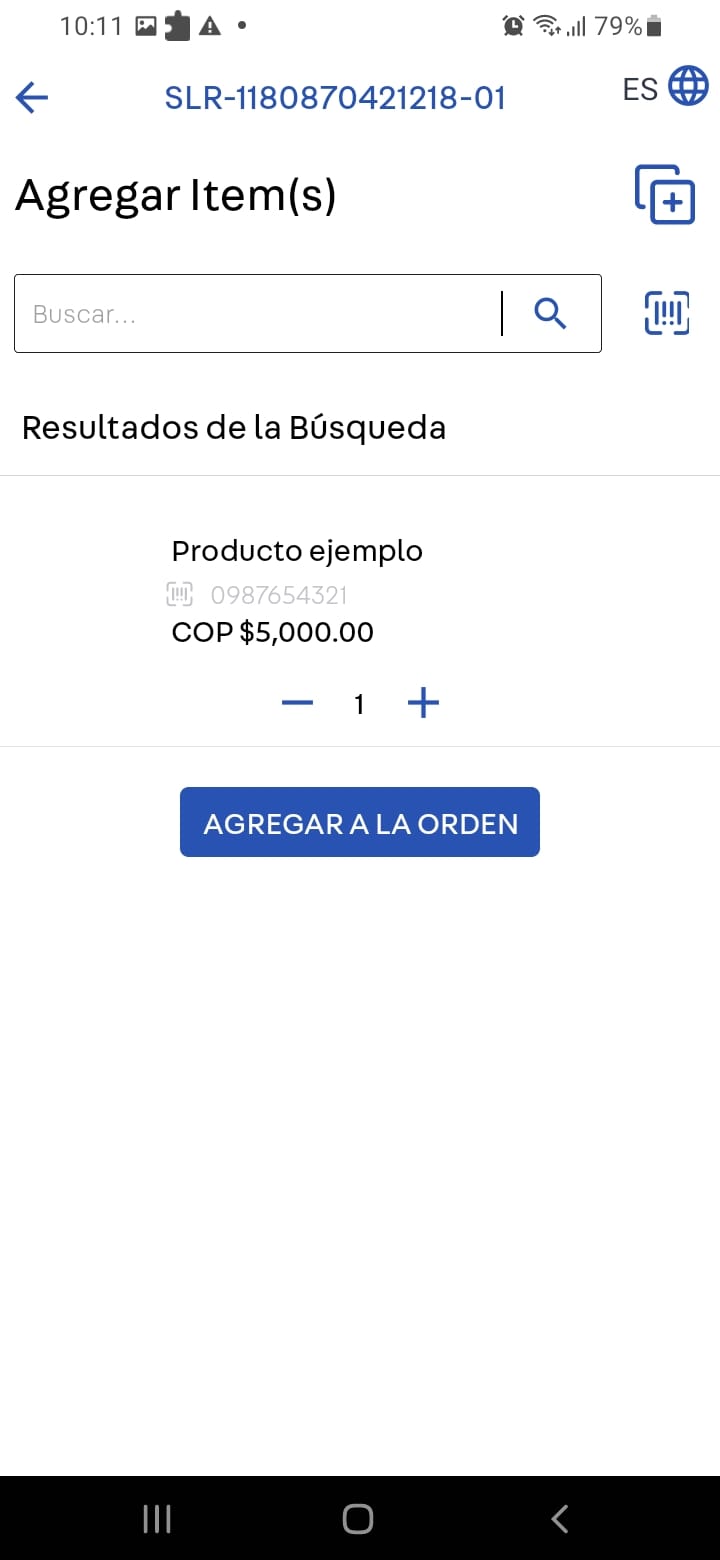 10:11 79%
SLR-1180870421218-01 ES
Agregar Item(s)
Buscar...
Resultados de la Búsqueda
Producto ejemplo
0987654321
COP $5,000.00
1
AGREGAR A LA ORDEN